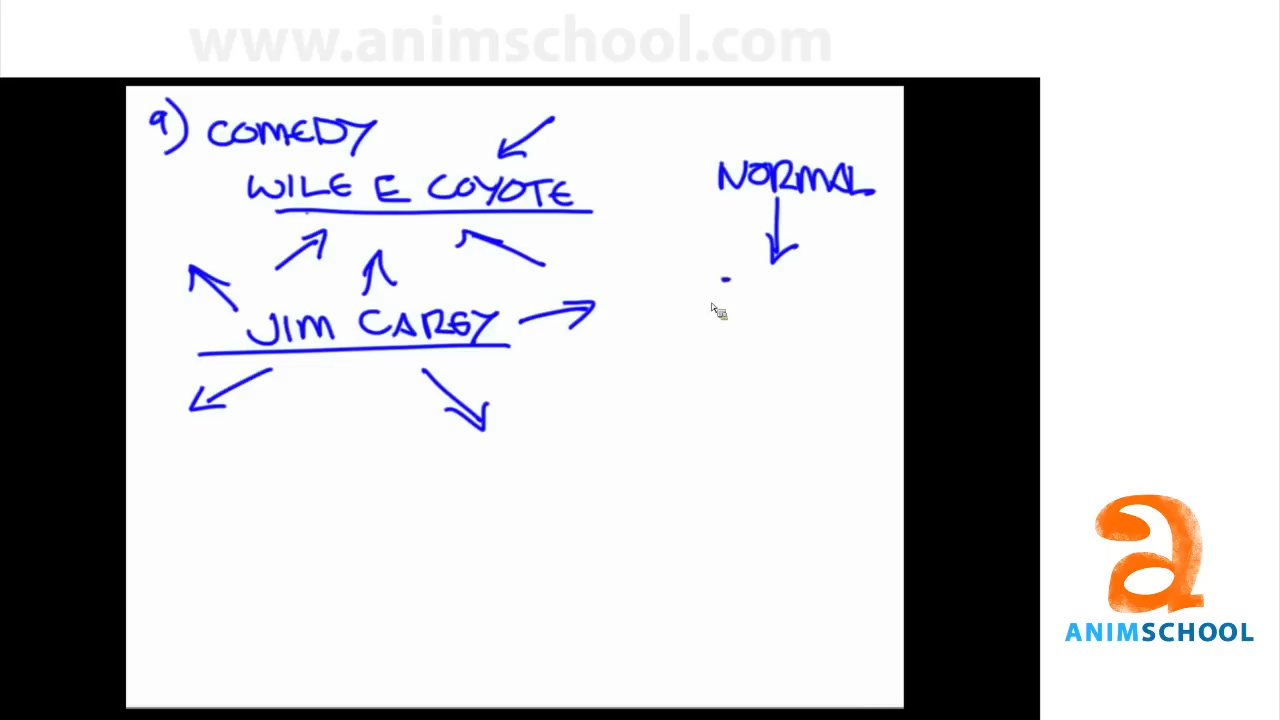 www.animschool.com
9) COMEDY
WILE E COYOTE
NORMAL
JIM CAREY
a
ANIMSCHOOL